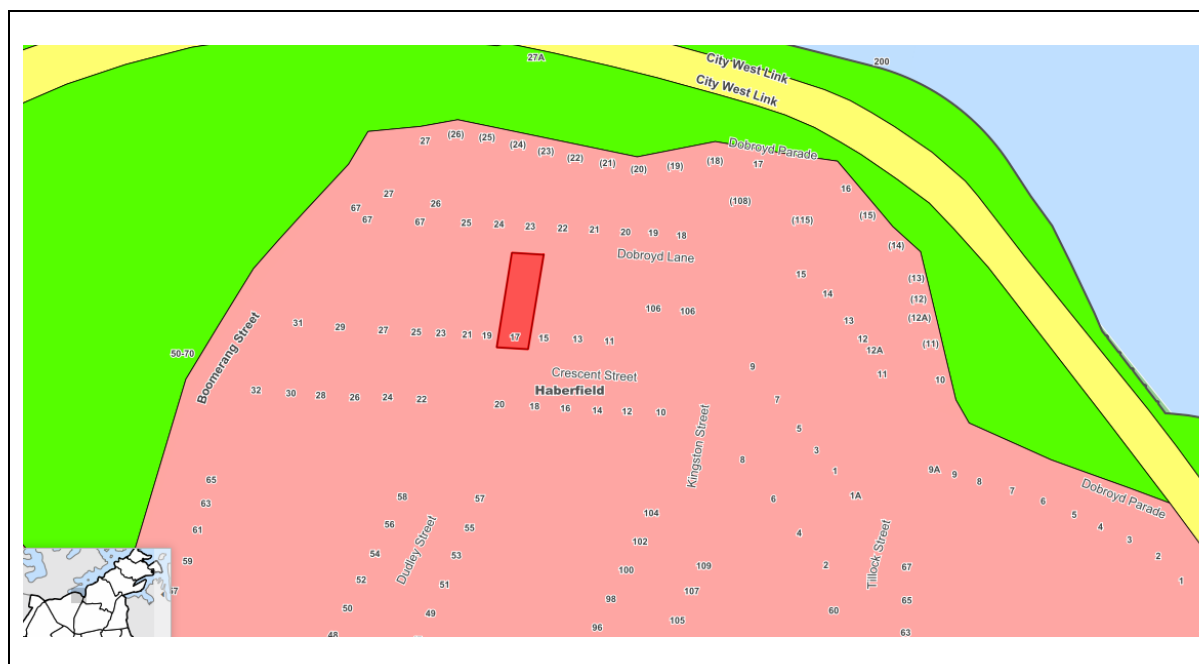 27A
200
City West Link
City West Link
27 (26) (25) (24) (23) (22) (21) (20) (19) (18) 17
Dobroyd Parade
16
27 26 (108) (15)
67 67 67 25 24 23 22 21 20 19 18 (115)
(14)
Dobroyd Lane
15 (13)
14 (12)
106 106
31 29 27 25 23 21 19 17 15 13 11 13 (12A)
12
12A (11)
50-70
Boomerang Street
Crescent Street
9 11 10
Haberfield
32 30 28 26 24 22 20 18 16 14 12 10
7
Kingston Street
5
3
65 8 1 9A 9 8 7 6 5 4 3 2 1
Dobroyd Parade
63 58 57 6 1A
61 56 55 104 4
Dudley Street
Tillock Street
59 54 53 102
52 51 100 109 2 67
50 49 98 107 60 65
48 96 105 63